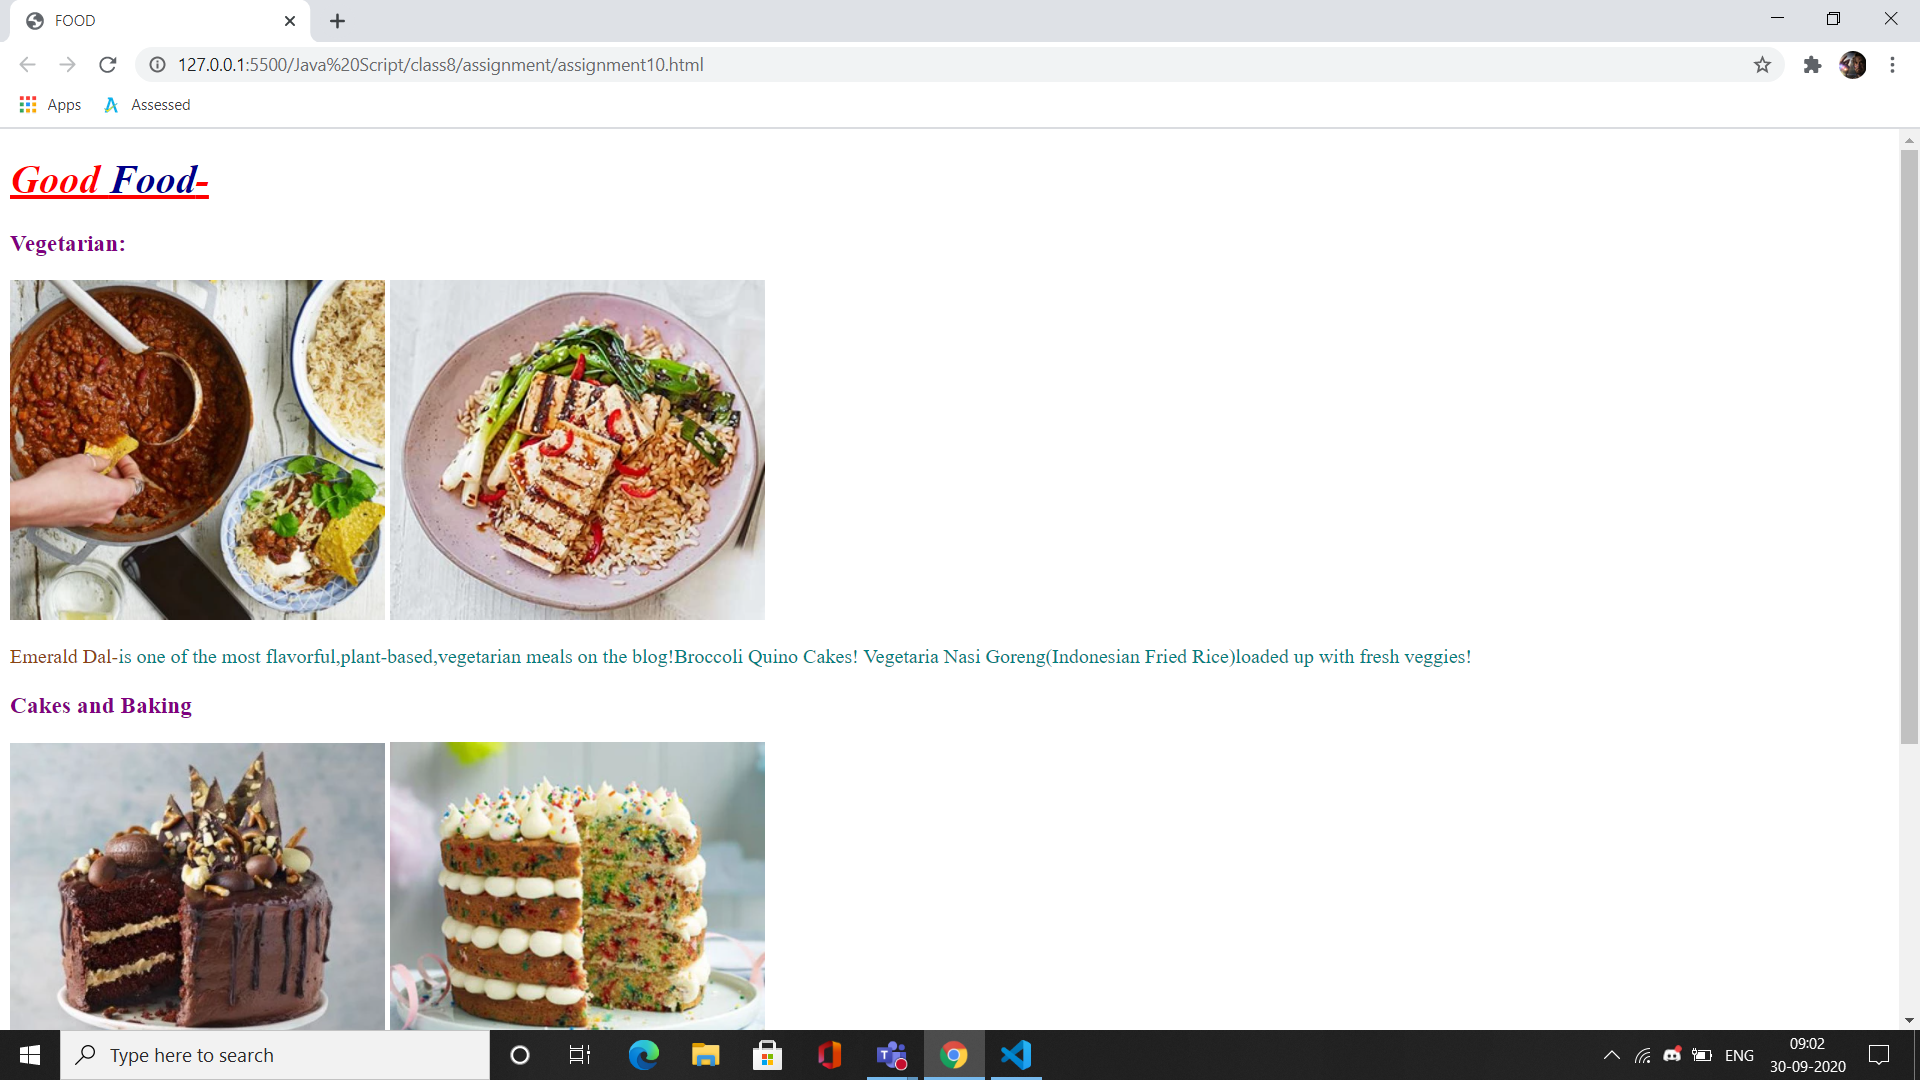 FOOD
127.0.0.1:5500/Java%20Script/class8/assignment/assignment10.html
Apps Assessed
Good Food-
Vegetarian:
Emerald Dal-is one of the most flavorful,plant-based,vegetarian meals on the blog!Broccoli Quino Cakes! Vegetaria Nasi Goreng(Indonesian Fried Rice)loaded up with fresh veggies!
Cakes and Baking
Type here to search
ENG
09:02
30-09-2020